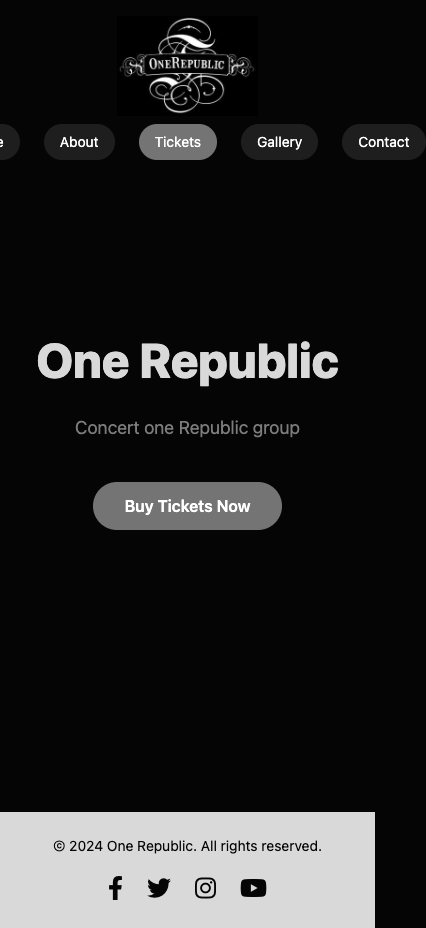 OneRepublic
About Tickets Gallery Contact
One Republic
Concert one Republic group
Buy Tickets Now
© 2024 One Republic. All rights reserved.